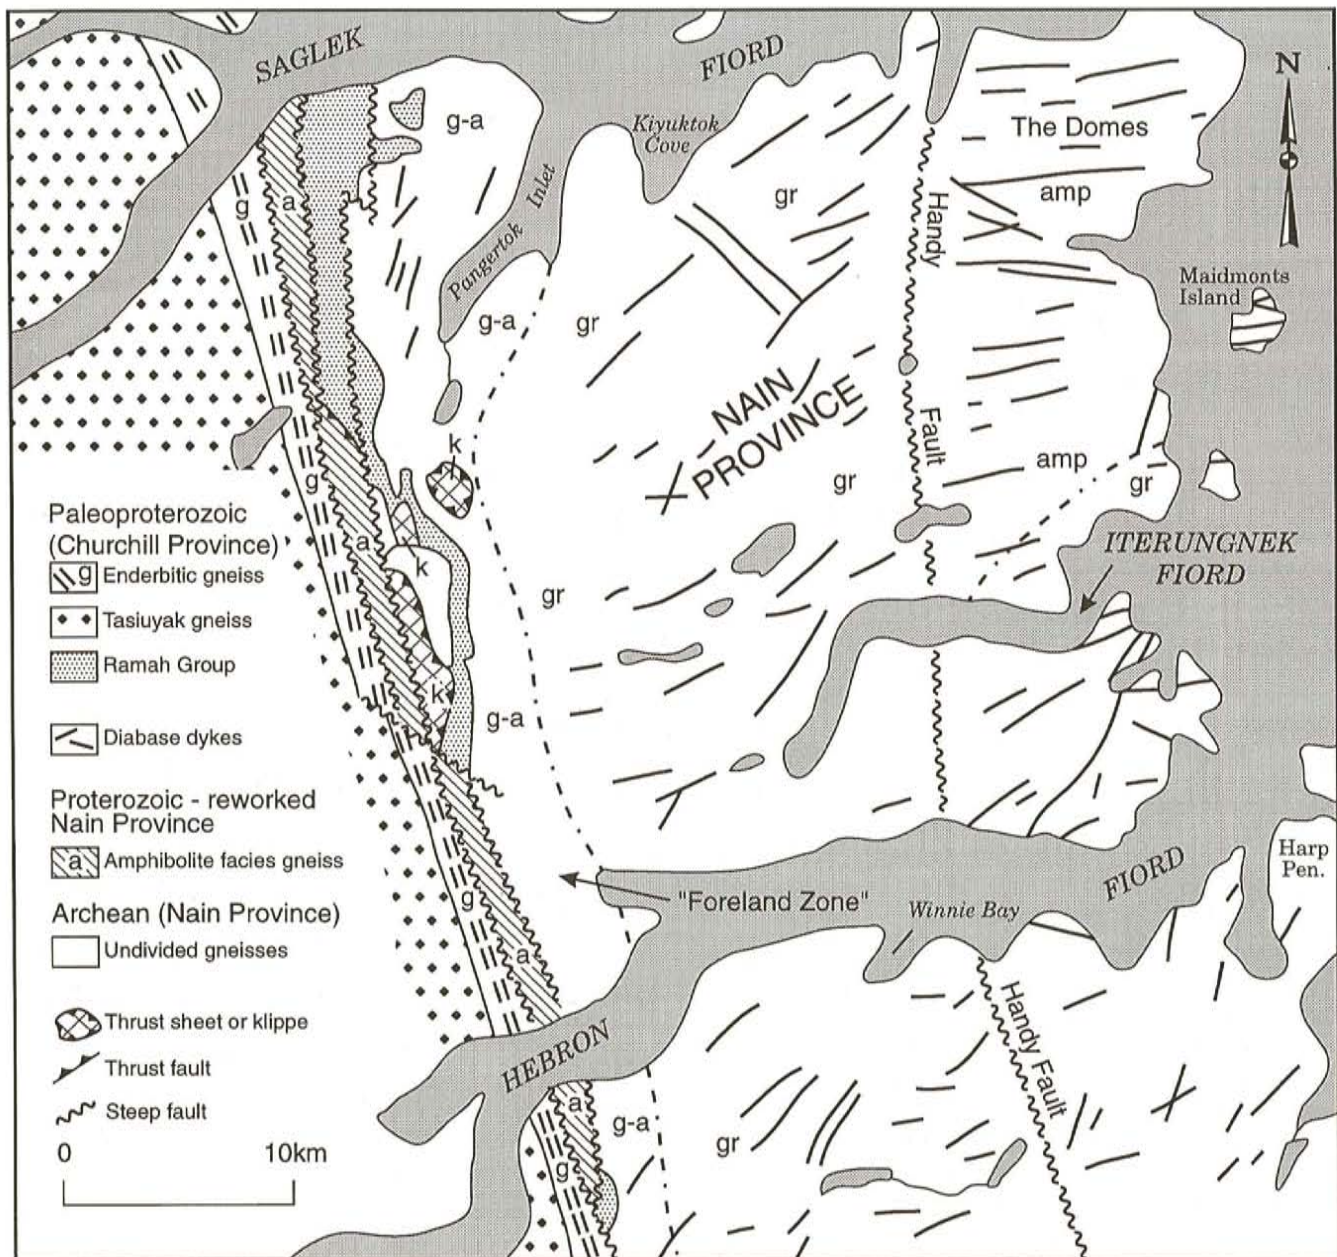 SAGLEK
FIORD
N
g-a
Kiyuktok
Cove
The Domes
gr
amp
g
a
Handy
Pangertok Inlet
Maidmonts
Island
g-a
gr
NAIN
PROVINCE
k
Fault
amp
gr
gr
g
Paleoproterozoic
(Churchill Province)
g Enderbitic gneiss
a
k
ITERUNGNEK
FIORD
Tasiuyak gneiss
gr
Ramah Group
k
g-a
Diabase dykes
Proterozoic - reworked
Nain Province
a Amphibolite facies gneiss
Harp
Pen.
FIORD
g
"Foreland Zone"
Winnie Bay
Archean (Nain Province)
Undivided gneisses
a
Thrust sheet or klippe
Handy Fault
HEBRON
Thrust fault
Steep fault
a
g-a
gr
0 10km
g